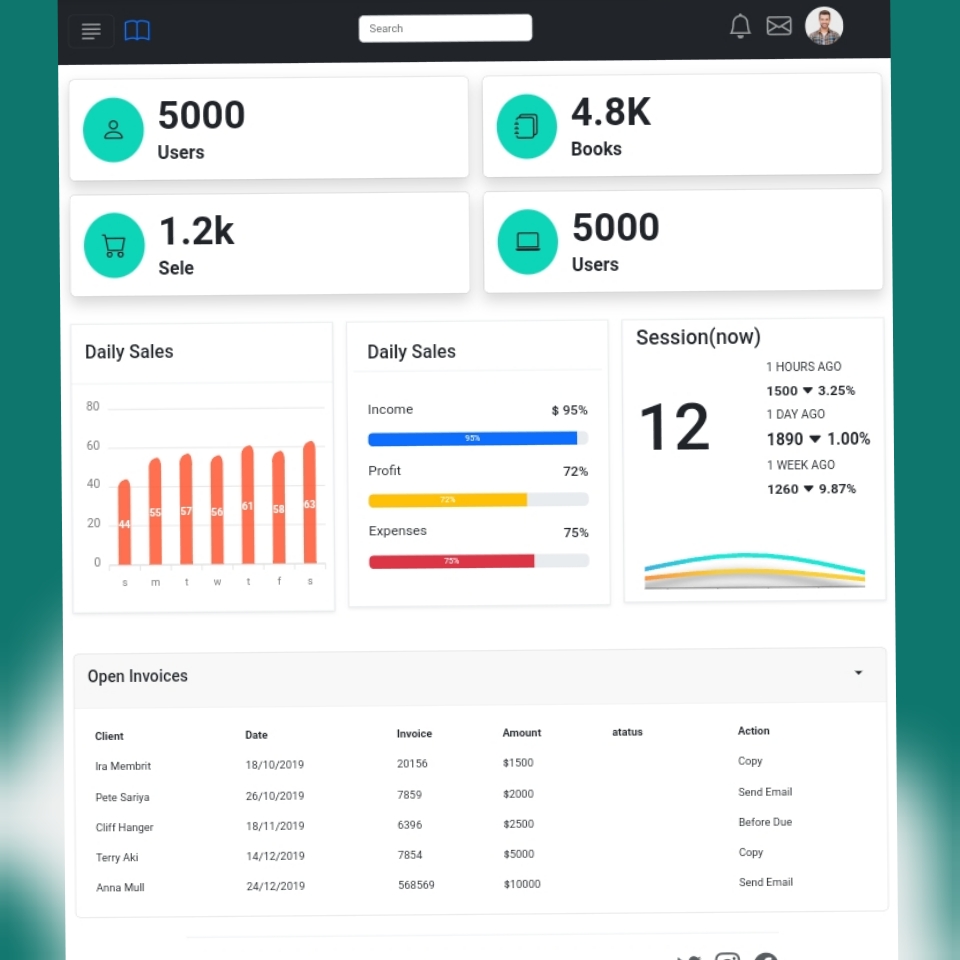 Search
5000
Users
4.8K
Books
1.2k
Sele
5000
Users
Daily Sales
80
60
40
20
0
44
55
57
56
61
58
63
s m t w t f s
Daily Sales
Income $ 95%
95%
Profit 72%
72%
Expenses 75%
75%
Session(now)
12
1 HOURS AGO
1500 3.25%
1 DAY AGO
1890 1.00%
1 WEEK AGO
1260 9.87%
Open Invoices
Client Date Invoice Amount atatus Action
Ira Membrit 18/10/2019 20156 $1500 Copy
Pete Sariya 26/10/2019 7859 $2000 Send Email
Cliff Hanger 18/11/2019 6396 $2500 Before Due
Terry Aki 14/12/2019 7854 $5000 Copy
Anna Mull 24/12/2019 568569 $10000 Send Email